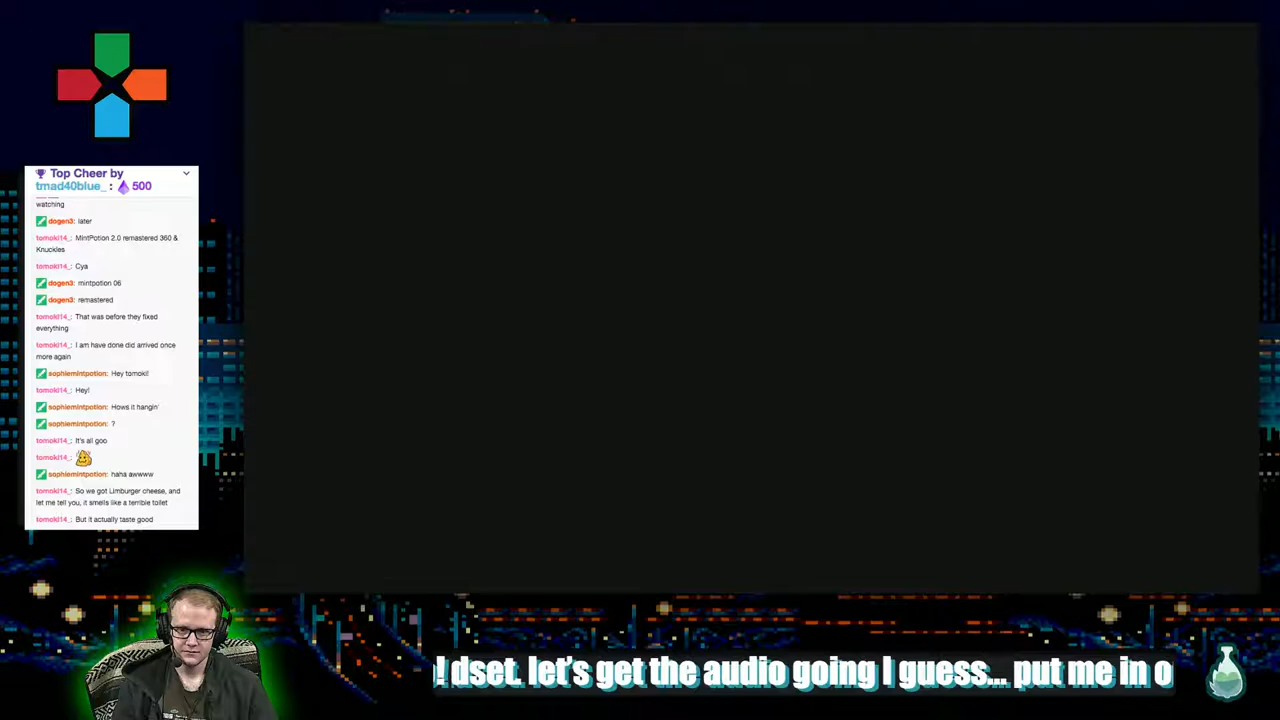 Top Cheer by
tmad40blue_ : 500
watching
dogen3: later
tomoki14_: MintPotion 2.0 remastered 360 &
Knuckles
tomoki14_: Cya
dogen3: mintpotion 06
dogen3: remastered
tomoki14_: That was before they fixed
everything
tomoki14_: I am have done did arrived once
more again
sophiemintpotion: Hey tomoki!
tomoki14_: Hey!
sophiemintpotion: Hows it hangin'
sophiemintpotion: ?
tomoki14_: It's all goo
tomoki14_:
sophiemintpotion: haha awwww
tomoki14_: So we got Limburger cheese, and
let me tell you, it smells like a terrible toilet
tomoki14_: But it actually taste good
! dset. let's get the audio going I guess... put me in o